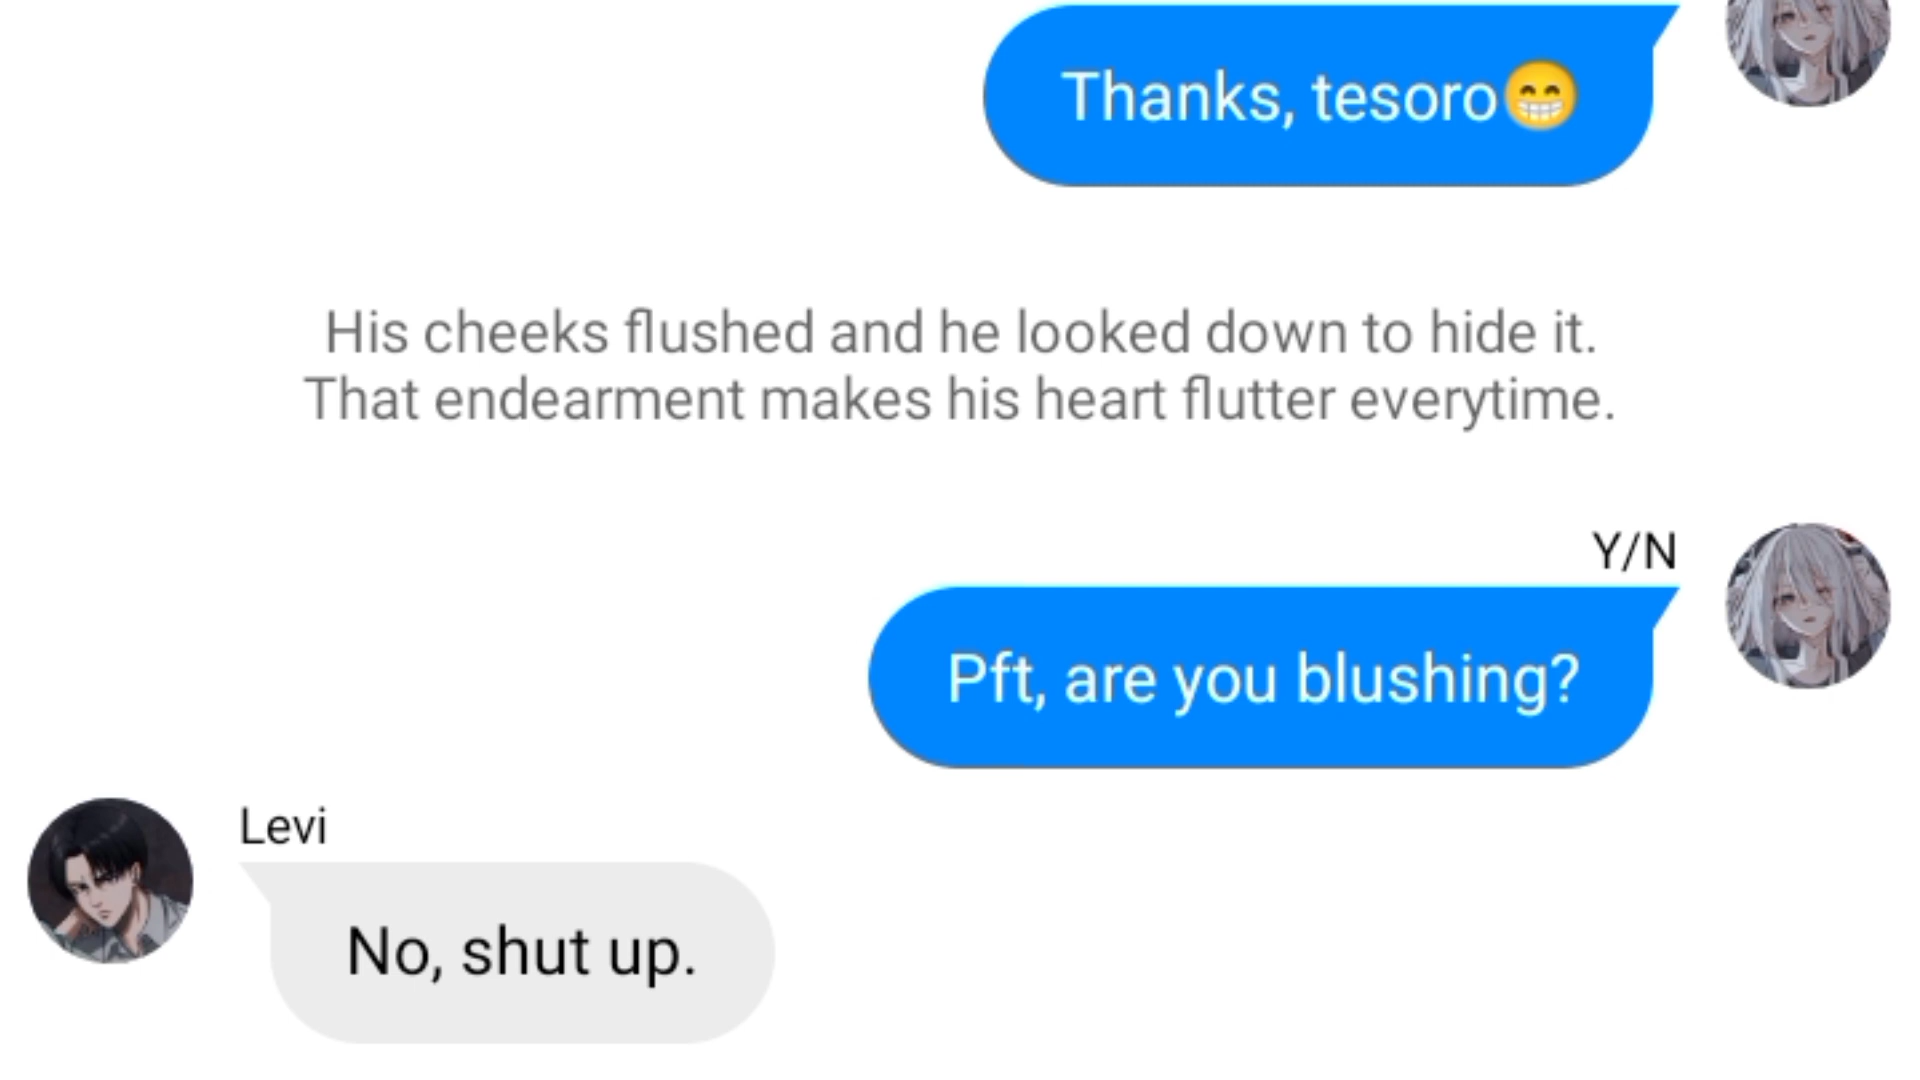 Thanks, tesoro😁
His cheeks flushed and he looked down to hide it.
That endearment makes his heart flutter everytime.
Y/N
Pft, are you blushing?
Levi
No, shut up.